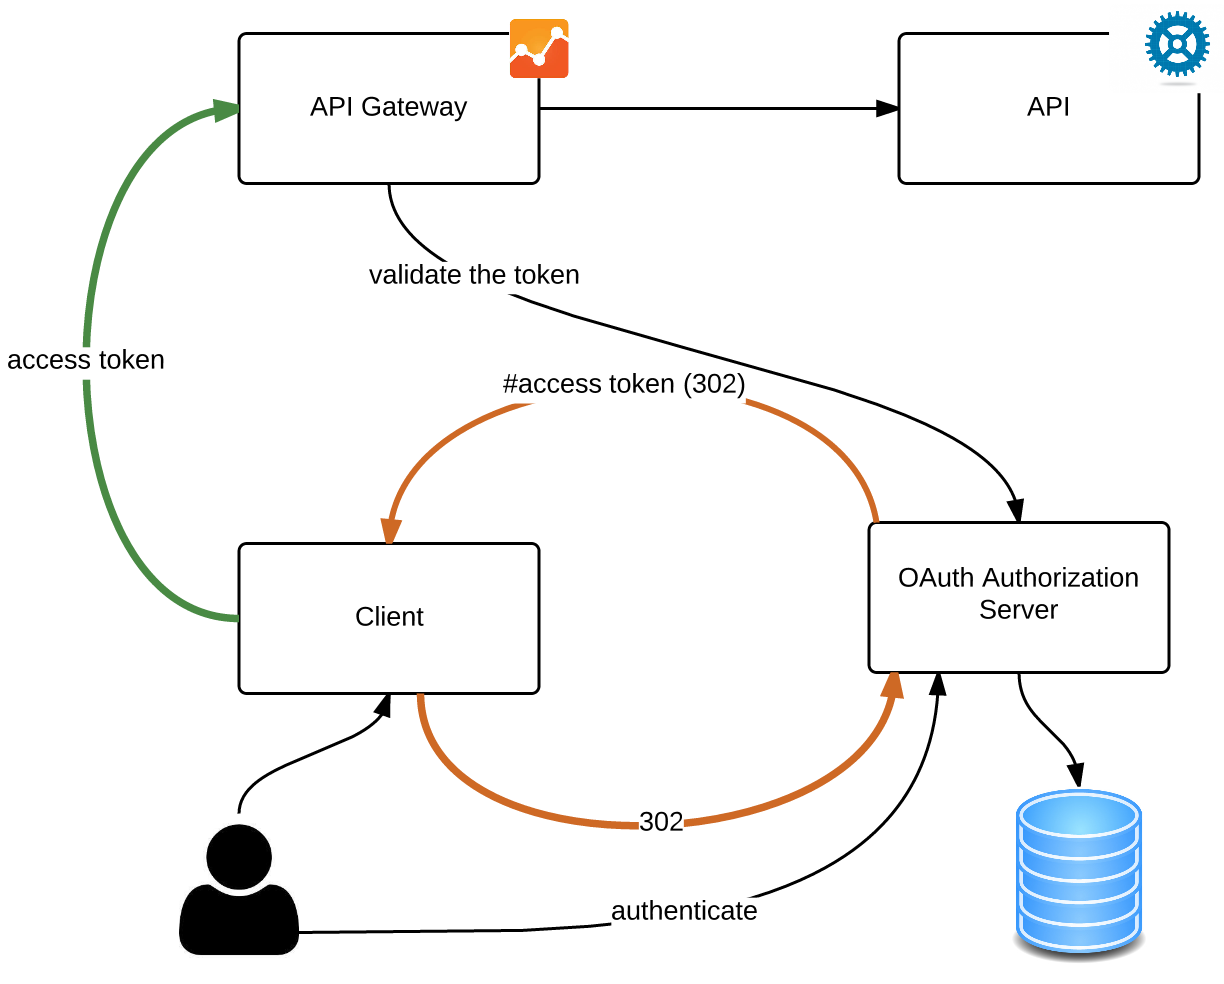 API Gateway
API
validate the token
access token
#access token (302)
OAuth Authorization
Server
Client
302
authenticate